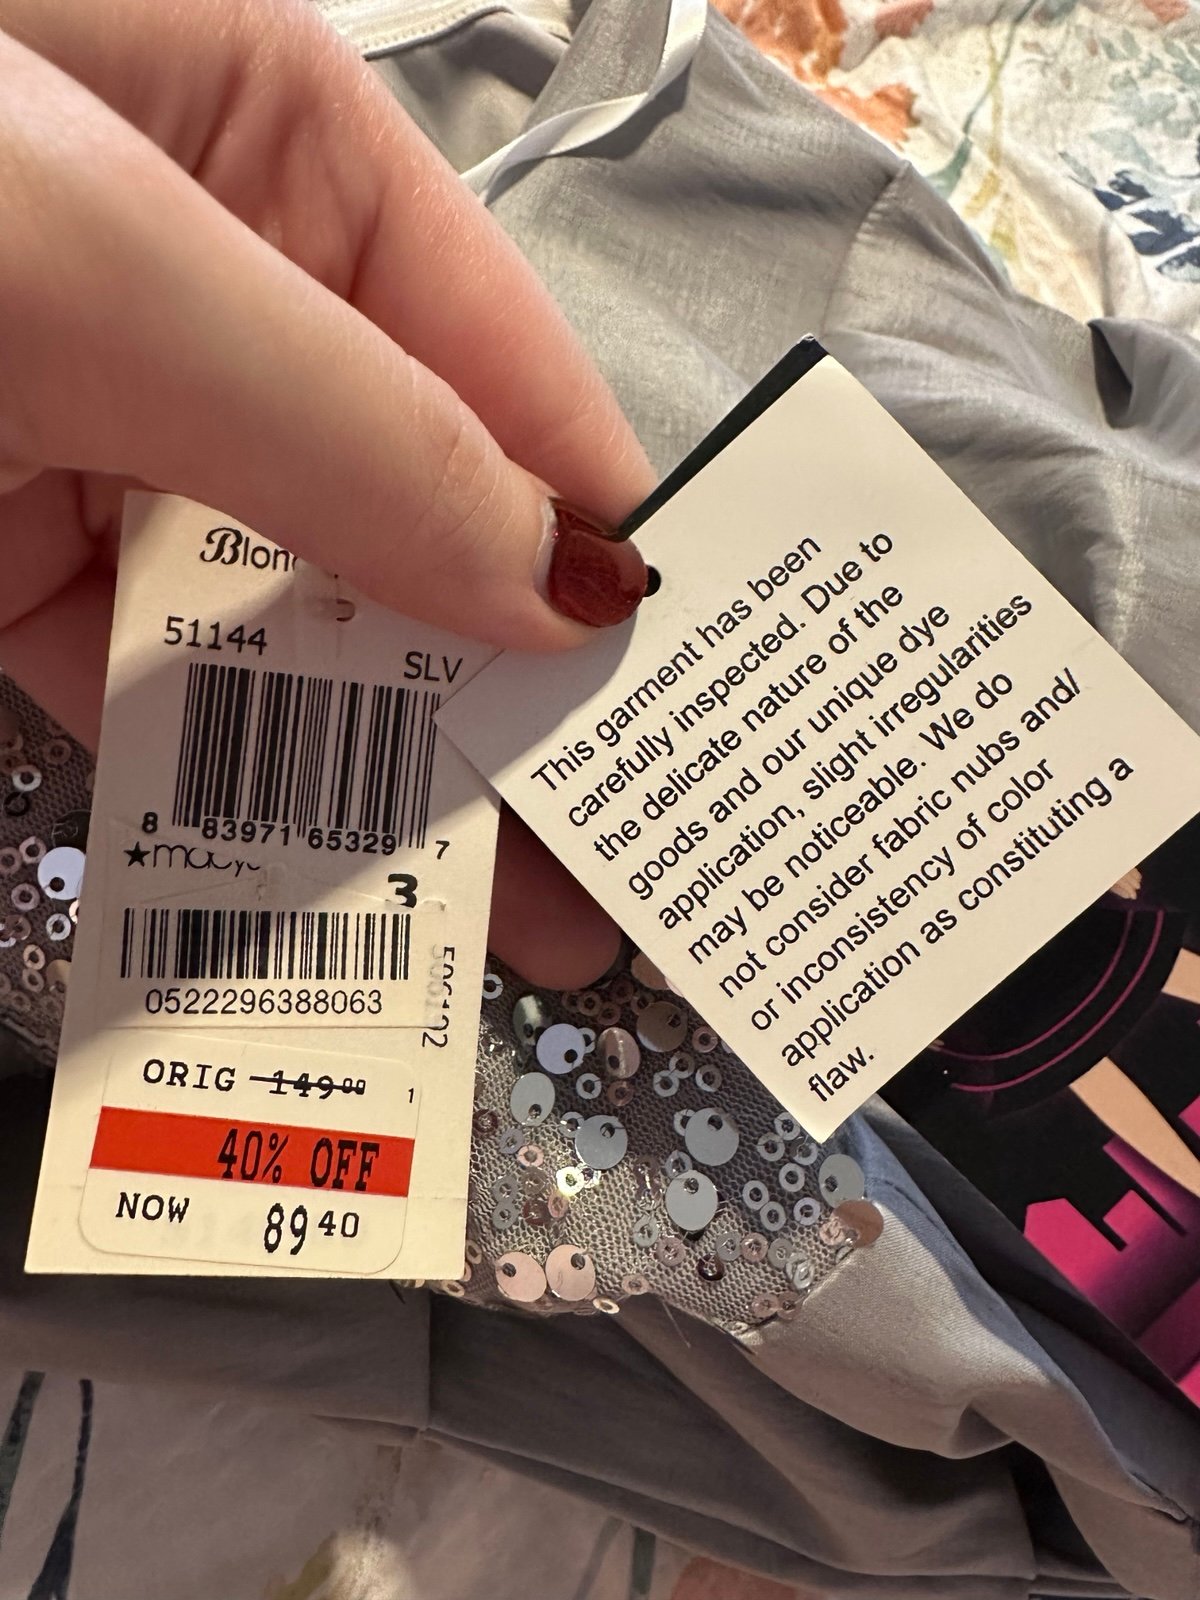 51144
SLV
8 83971 65329 7
★macy's
3
0522296388063
ORIG 149 00
1
40% OFF
NOW 89 40
This garment has been
carefully inspected. Due to
the delicate nature of the
goods and our unique dye
application, slight irregularities
may be noticeable. We do
not consider fabric nubs and/
or inconsistency of color
application as constituting a
flaw.